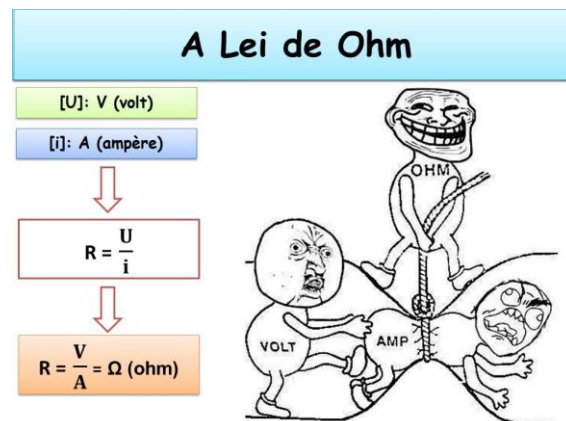 A Lei de Ohm
[U]: V (volt)
[i]: A (ampère)
R = U/i
R = V/A = Ω (ohm)
OHM
VOLT
AMP